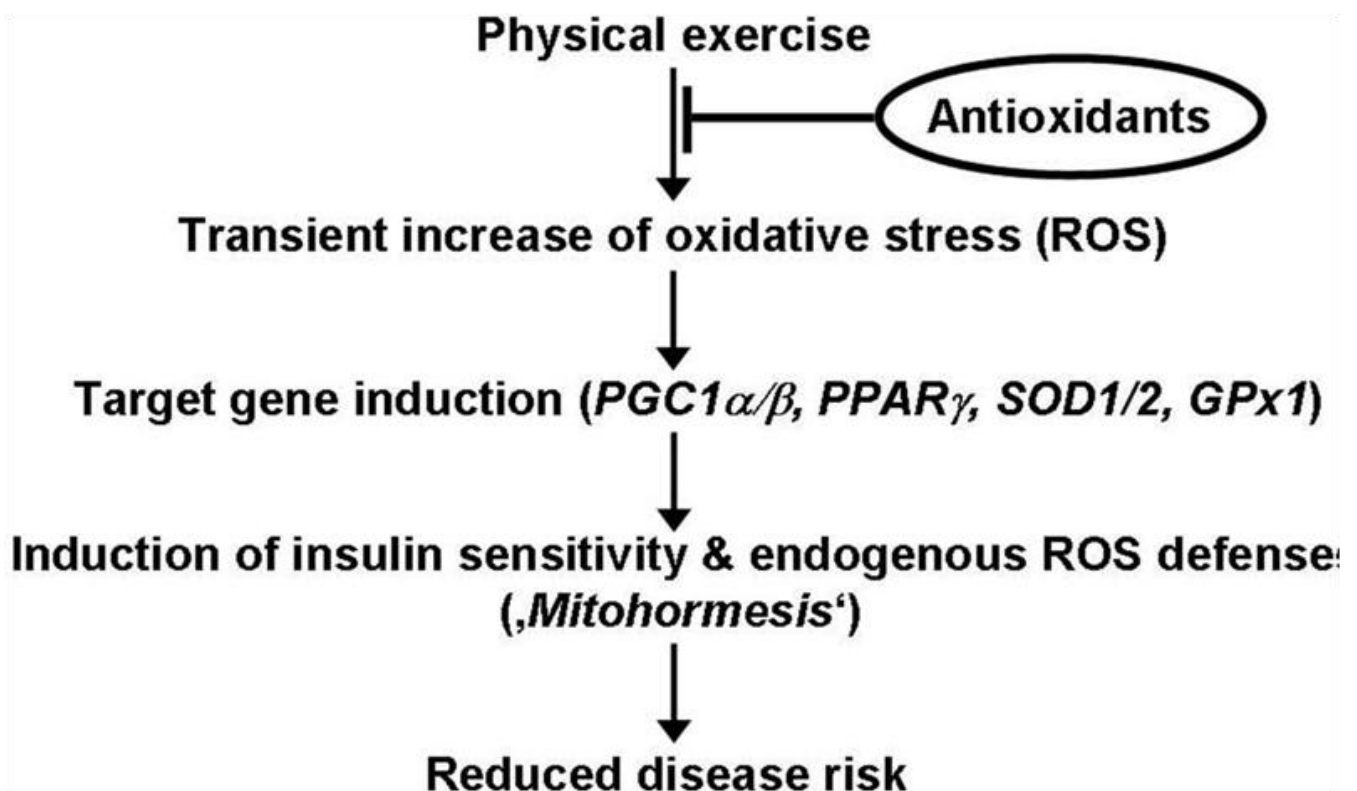 Physical exercise
Antioxidants
Transient increase of oxidative stress (ROS)
Target gene induction (PGC1α/β, PPARγ, SOD1/2, GPx1)
Induction of insulin sensitivity & endogenous ROS defenses
(‚Mitohormesis‘)
Reduced disease risk